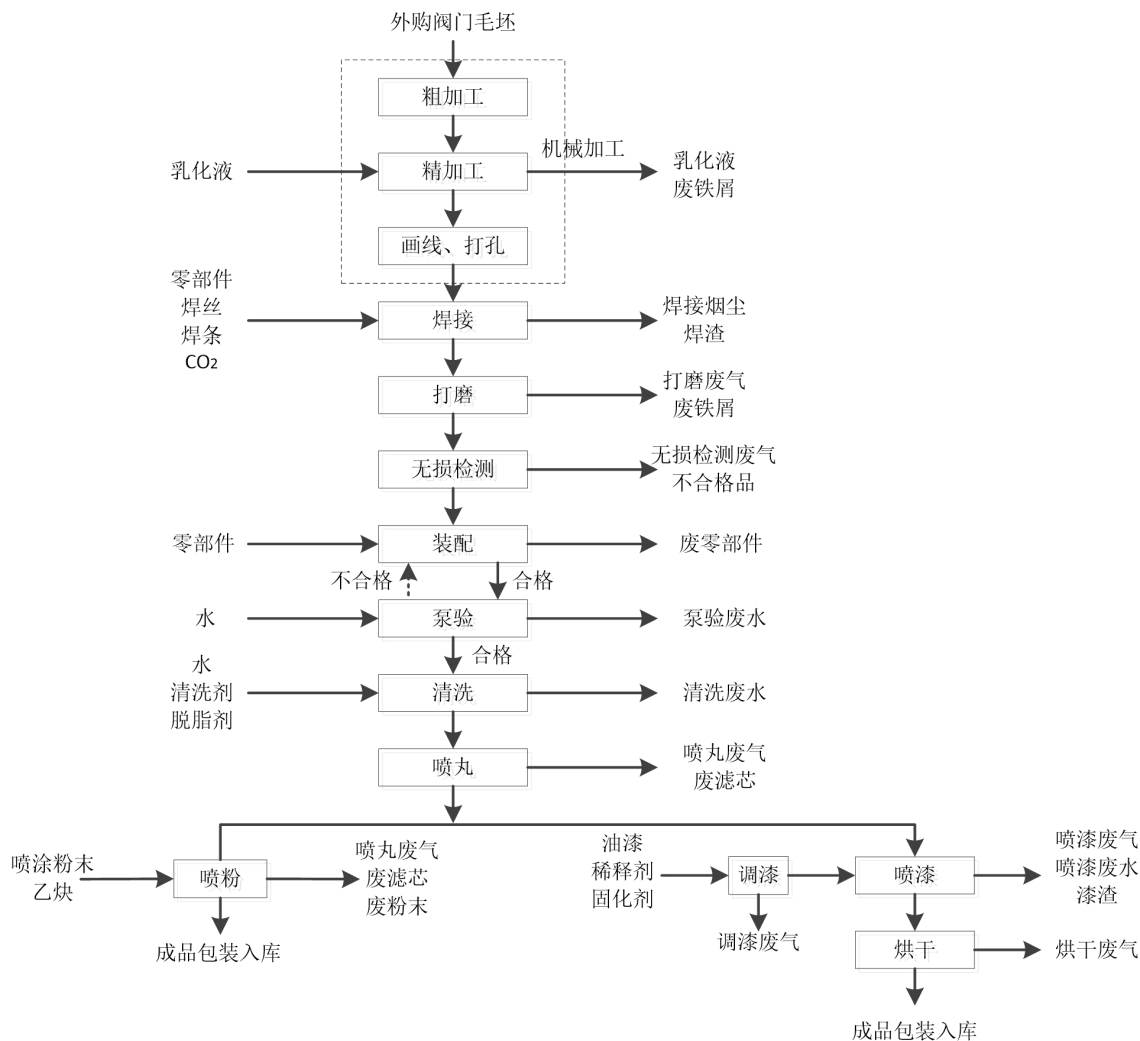 外购阀门毛坯
粗加工
机械加工
乳化液
精加工
乳化液
废铁屑
画线、打孔
零部件
焊丝
焊条
CO2
焊接
焊接烟尘
焊渣
打磨
打磨废气
废铁屑
无损检测
无损检测废气
不合格品
零部件
装配
废零部件
不合格
合格
水
泵验
泵验废水
合格
水
清洗剂
脱脂剂
清洗
清洗废水
喷丸
喷丸废气
废滤芯
喷涂粉末
乙炔
喷粉
喷丸废气
废滤芯
废粉末
成品包装入库
油漆
稀释剂
固化剂
调漆
调漆废气
喷漆
喷漆废气
喷漆废水
漆渣
烘干
烘干废气
成品包装入库